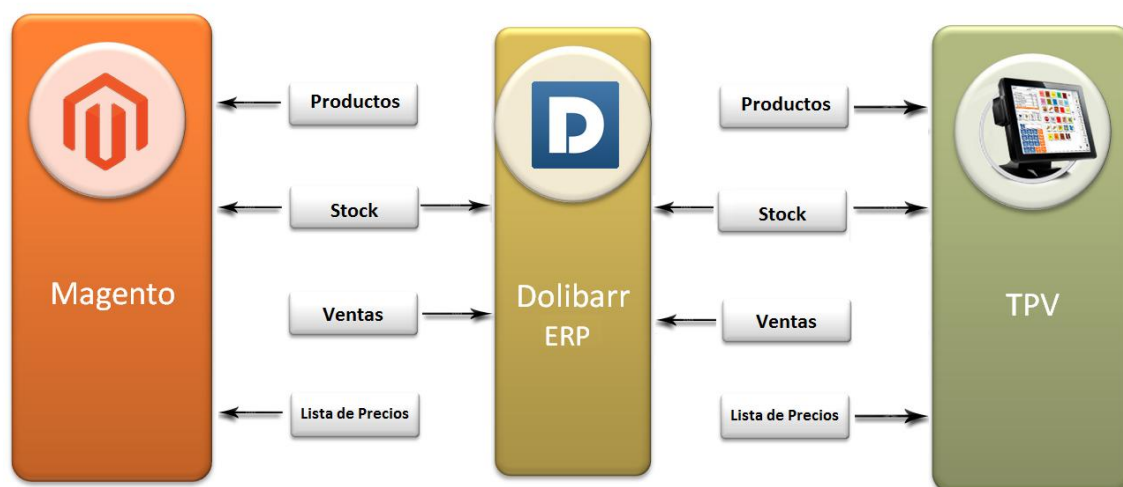 Productos
Productos
Stock
Stock
Magento
Dolibarr
ERP
TPV
Ventas
Ventas
Lista de Precios
Lista de Precios